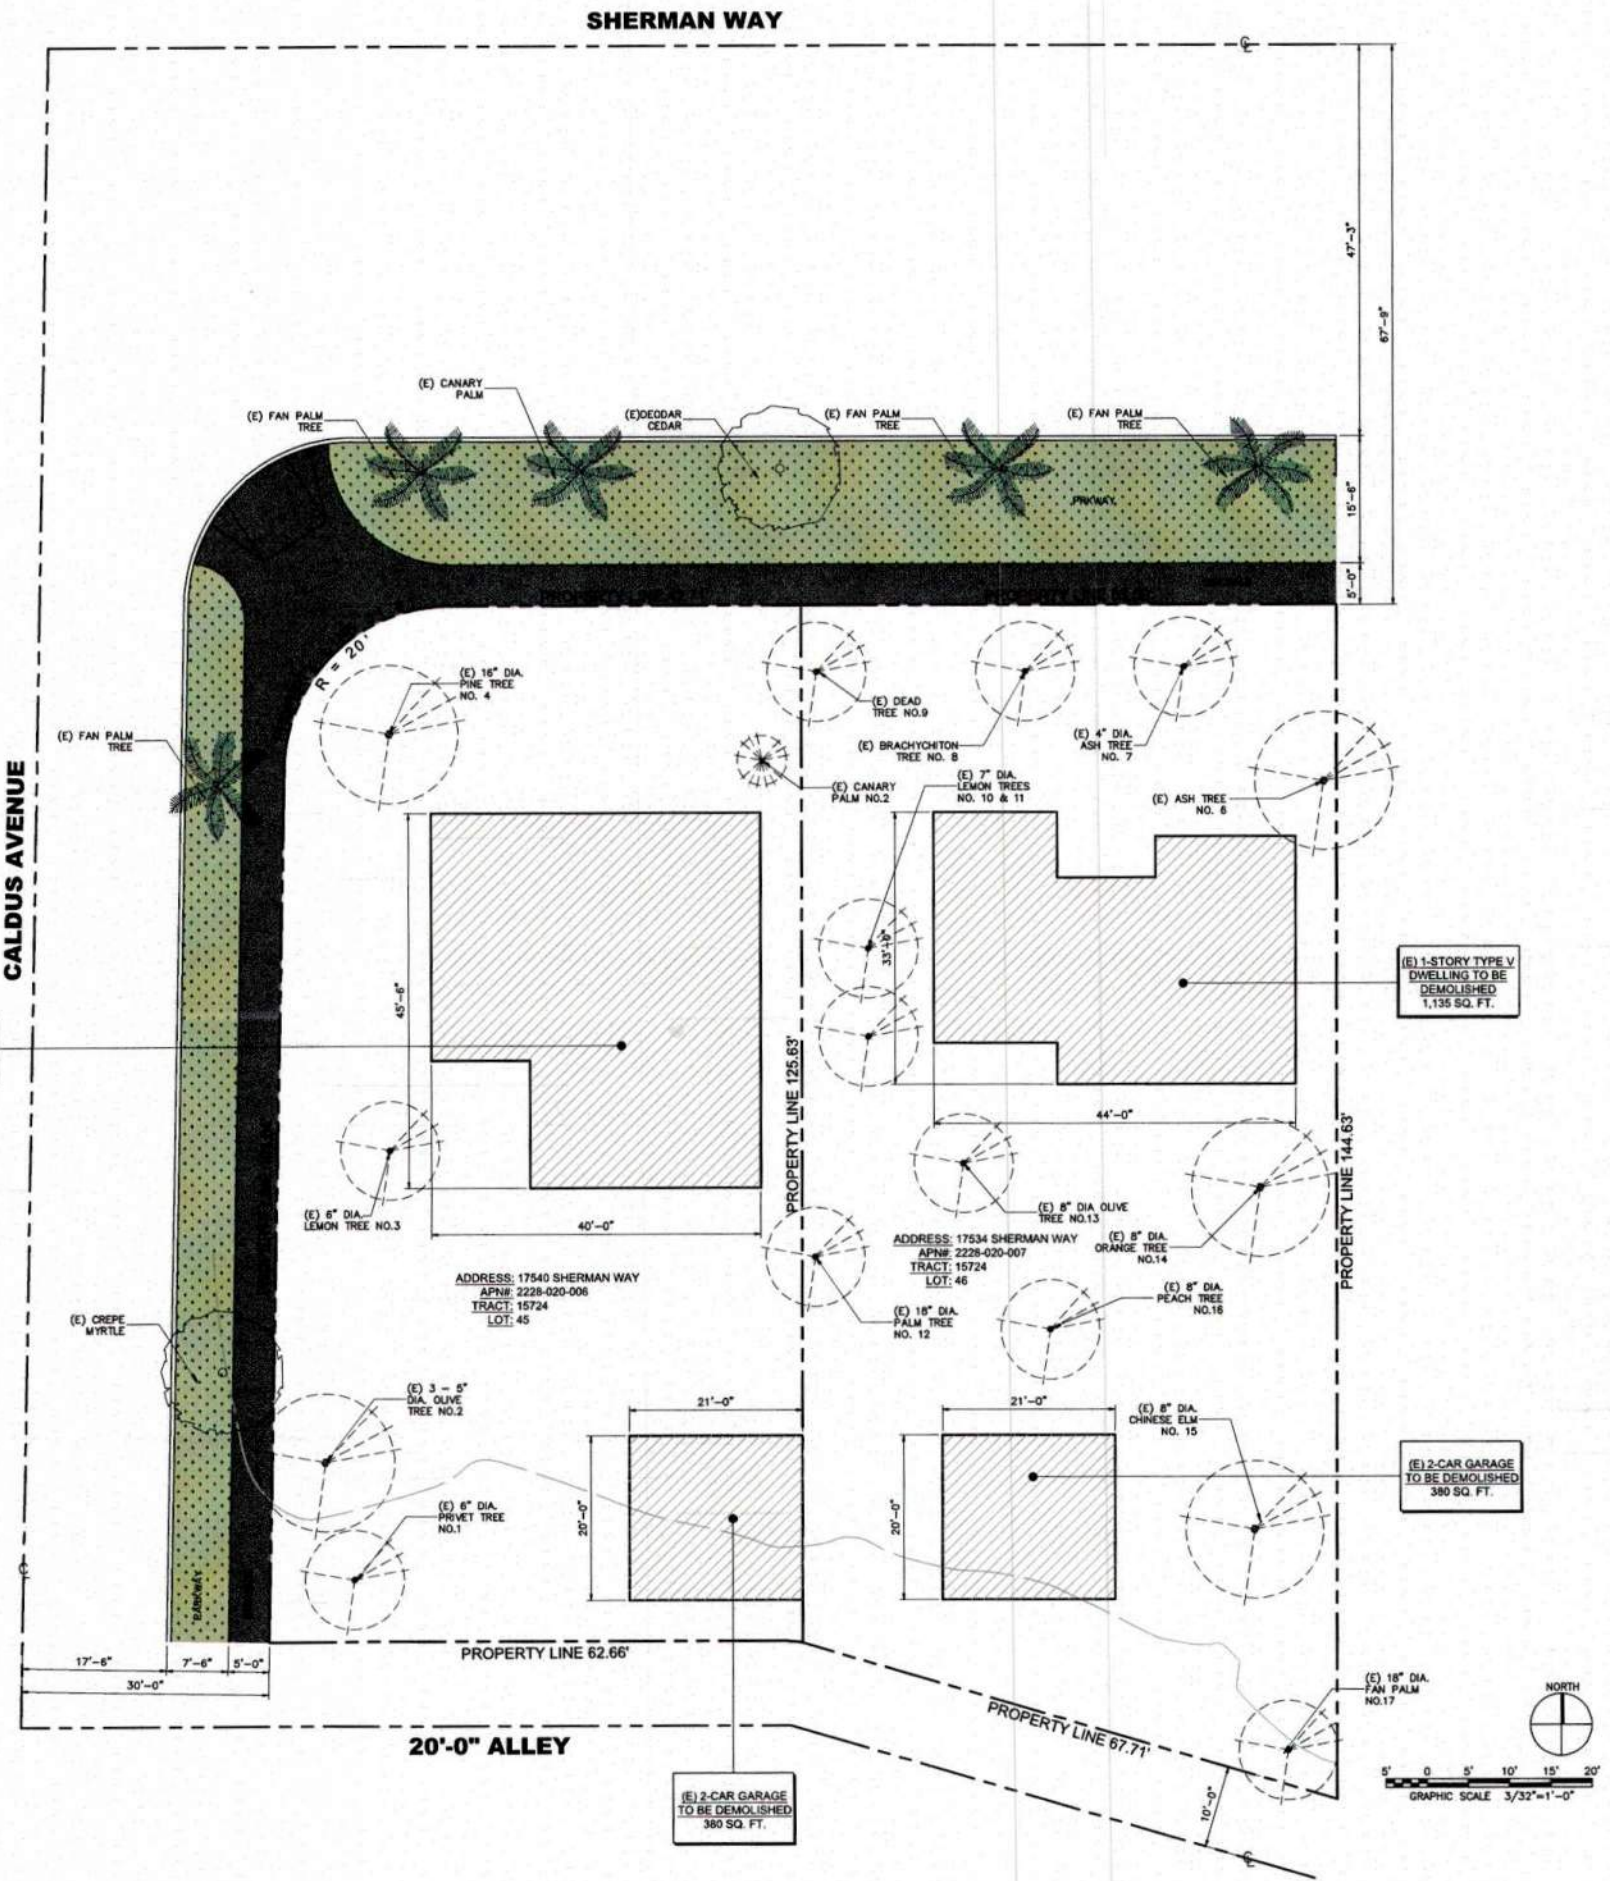 SHERMAN WAY
47'-3"
67'-9"
(E) CANARY
PALM
(E) FAN PALM
TREE
(E)DEODAR
CEDAR
(E) FAN PALM
TREE
(E) FAN PALM
TREE
PRKWAY
15'-6"
5'-0"
R = 20'
(E) 16" DIA.
PINE TREE
NO. 4
(E) DEAD
TREE NO.9
(E) BRACHYCHITON
TREE NO. 8
(E) 4" DIA.
ASH TREE
NO. 7
(E) FAN PALM
TREE
(E) CANARY
PALM NO.2
(E) 7" DIA.
LEMON TREES
NO. 10 & 11
(E) ASH TREE
NO. 6
CALDUS AVENUE
45'-6"
33'-0"
(E) 1-STORY TYPE V
DWELLING TO BE
DEMOLISHED
1,135 SQ. FT.
PROPERTY LINE 125.63'
44'-0"
PROPERTY LINE 144.63'
(E) 6" DIA.
LEMON TREE NO.3
40'-0"
(E) 8" DIA OLIVE
TREE NO.13
ADDRESS: 17534 SHERMAN WAY
APN#: 2228-020-007
TRACT: 15724
LOT: 46
(E) 8" DIA.
ORANGE TREE
NO.14
ADDRESS: 17540 SHERMAN WAY
APN#: 2228-020-006
TRACT: 15724
LOT: 45
(E) 8" DIA.
PEACH TREE
NO.16
(E) 18" DIA.
PALM TREE
NO. 12
(E) CREPE
MYRTLE
(E) 3 - 5"
DIA. OLIVE
TREE NO.2
21'-0"
21'-0"
(E) 8" DIA.
CHINESE ELM
NO. 15
(E) 2-CAR GARAGE
TO BE DEMOLISHED
380 SQ. FT.
(E) 6" DIA.
PRIVET TREE
NO.1
20'-0"
20'-0"
PARKWAY
PROPERTY LINE 62.66'
17'-6"
7'-6"
5'-0"
30'-0"
(E) 18" DIA.
FAN PALM
NO.17
PROPERTY LINE 67.71'
20'-0" ALLEY
10'-0"
(E) 2-CAR GARAGE
TO BE DEMOLISHED
380 SQ. FT.
NORTH
5' 0 5' 10' 15' 20'
GRAPHIC SCALE 3/32"=1'-0"